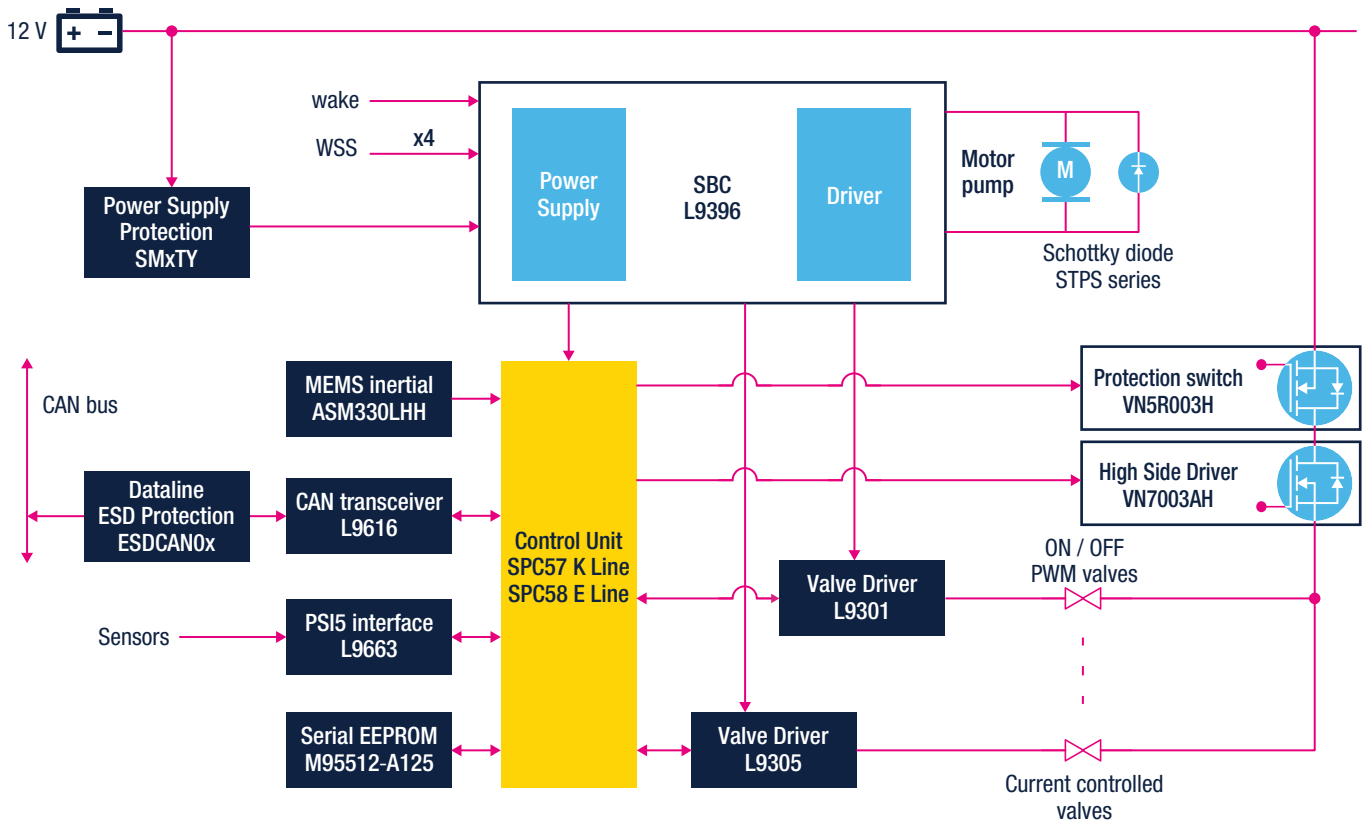 12 V
wake
WSS
x4
Power
Supply
SBC
L9396
Driver
Motor
pump
M
Schottky diode
STPS series
Power Supply
Protection
SMxTY
CAN bus
MEMS inertial
ASM330LHH
Protection switch
VN5R003H
Dataline
ESD Protection
ESDCAN0x
CAN transceiver
L9616
High Side Driver
VN7003AH
Control Unit
SPC57 K Line
SPC58 E Line
ON / OFF
PWM valves
Valve Driver
L9301
Sensors
PSI5 interface
L9663
Serial EEPROM
M95512-A125
Valve Driver
L9305
Current controlled
valves